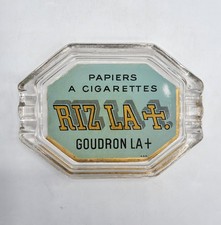 PAPIERS
A CIGARETTES
RIZ LA +.
GOUDRON LA +